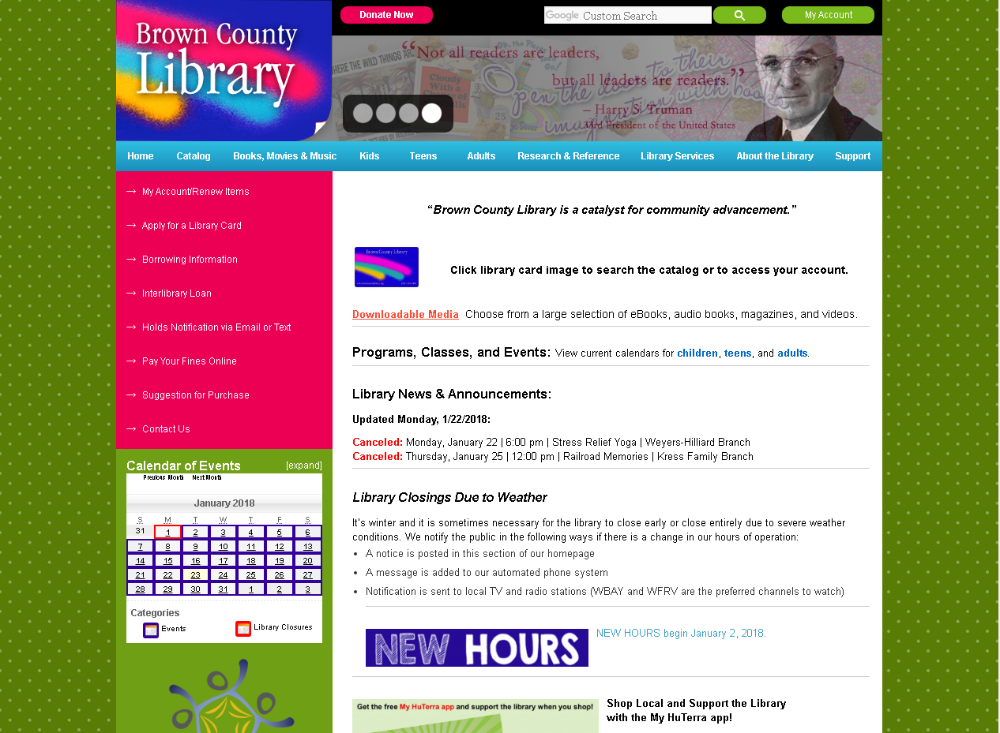 Brown County
Library
Donate Now
Google Custom Search
My Account
“Not all readers are leaders,
but all leaders are readers.”
– Harry S. Truman
33rd President of the United States
Home Catalog Books, Movies & Music Kids Teens Adults Research & Reference Library Services About the Library Support
My Account/Renew Items
Apply for a Library Card
Borrowing Information
Interlibrary Loan
Holds Notification via Email or Text
Pay Your Fines Online
Suggestion for Purchase
Contact Us
Calendar of Events [expand]
Previous Month Next Month
January 2018
S M T W T F S
31 1 2 3 4 5 6
7 8 9 10 11 12 13
14 15 16 17 18 19 20
21 22 23 24 25 26 27
28 29 30 31 1 2 3
Categories
Events Library Closures
“Brown County Library is a catalyst for community advancement.”
Brown County Library
Click library card image to search the catalog or to access your account.
Downloadable Media Choose from a large selection of eBooks, audio books, magazines, and videos.
Programs, Classes, and Events: View current calendars for children, teens, and adults.
Library News & Announcements:
Updated Monday, 1/22/2018:
Canceled: Monday, January 22 | 6:00 pm | Stress Relief Yoga | Weyers-Hilliard Branch
Canceled: Thursday, January 25 | 12:00 pm | Railroad Memories | Kress Family Branch
Library Closings Due to Weather
It's winter and it is sometimes necessary for the library to close early or close entirely due to severe weather
conditions. We notify the public in the following ways if there is a change in our hours of operation:
• A notice is posted in this section of our homepage
• A message is added to our automated phone system
• Notification is sent to local TV and radio stations (WBAY and WFRV are the preferred channels to watch)
NEW HOURS NEW HOURS begin January 2, 2018.
Get the free My HuTerra app and support the library when you shop!
Shop Local and Support the Library
with the My HuTerra app!